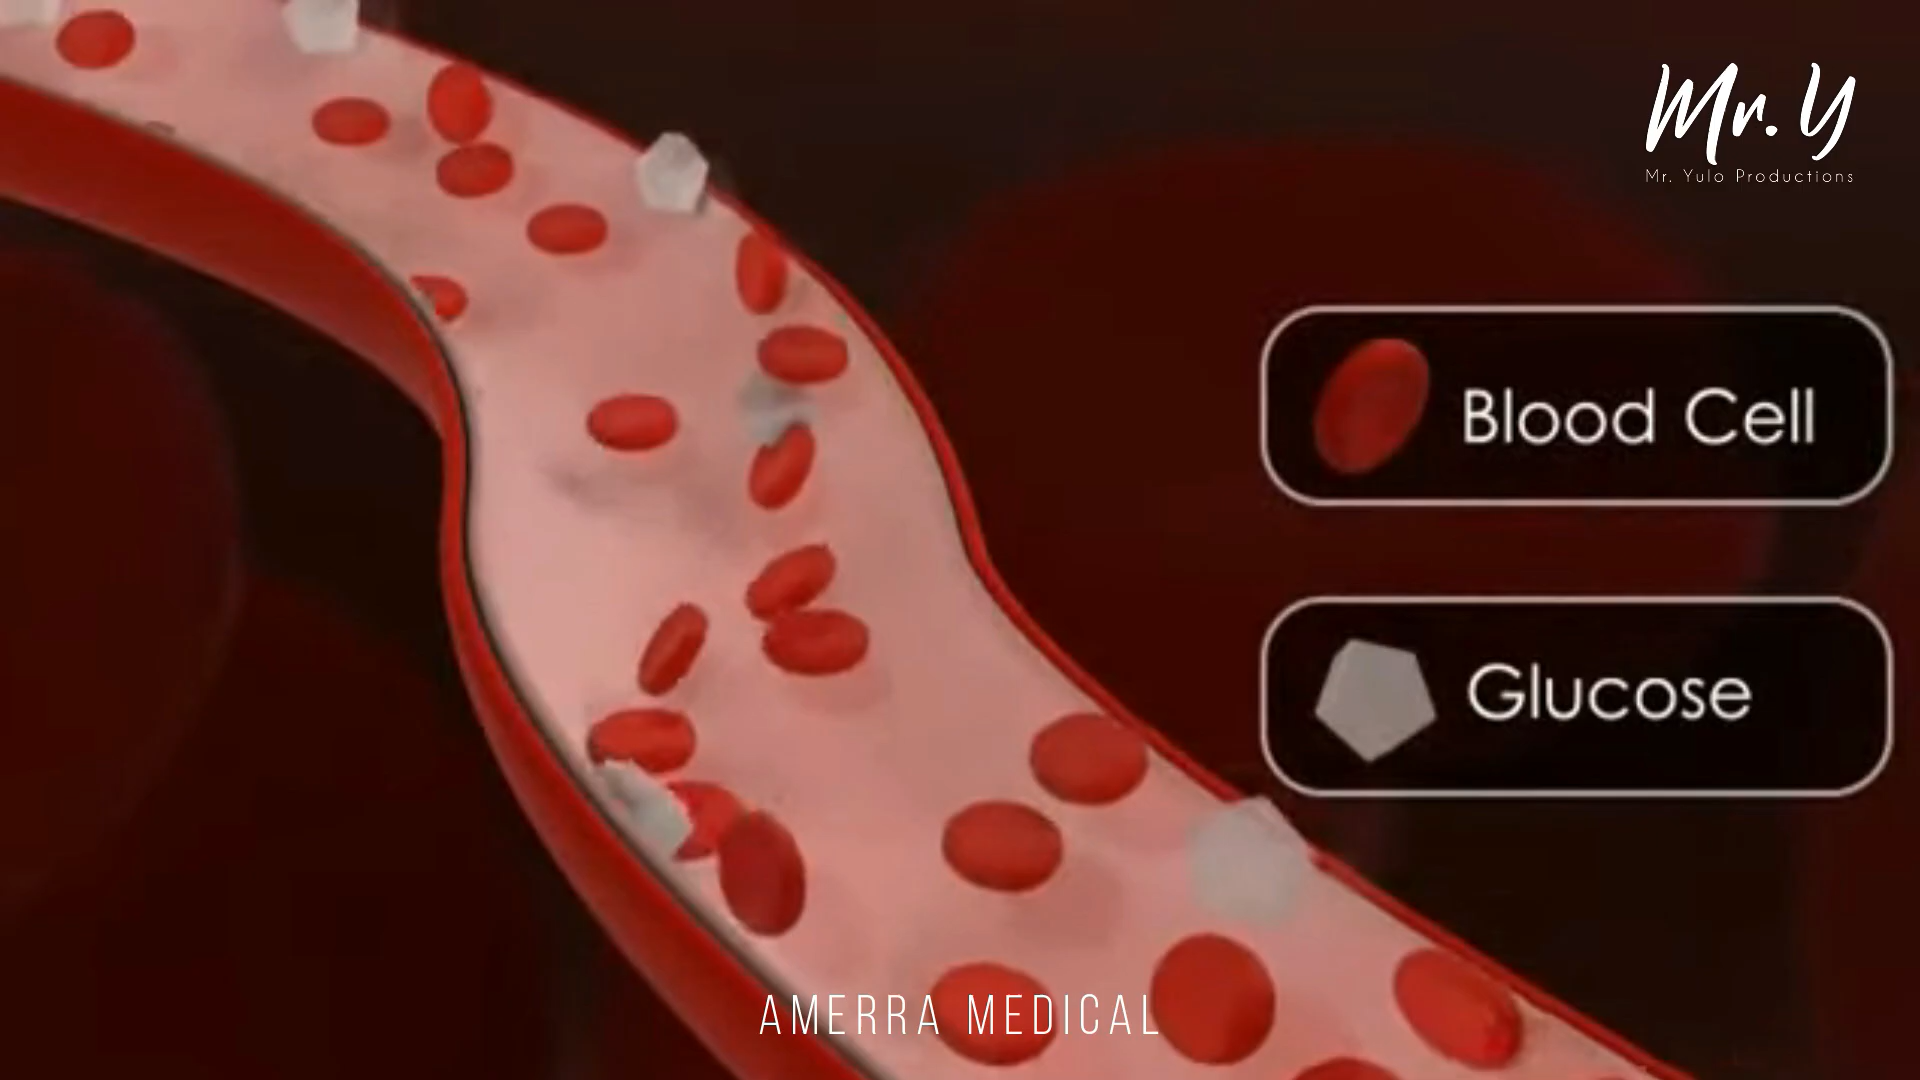 Mr. Y
Mr. Yulo Productions
Blood Cell
Glucose
AMERRA MEDICAL